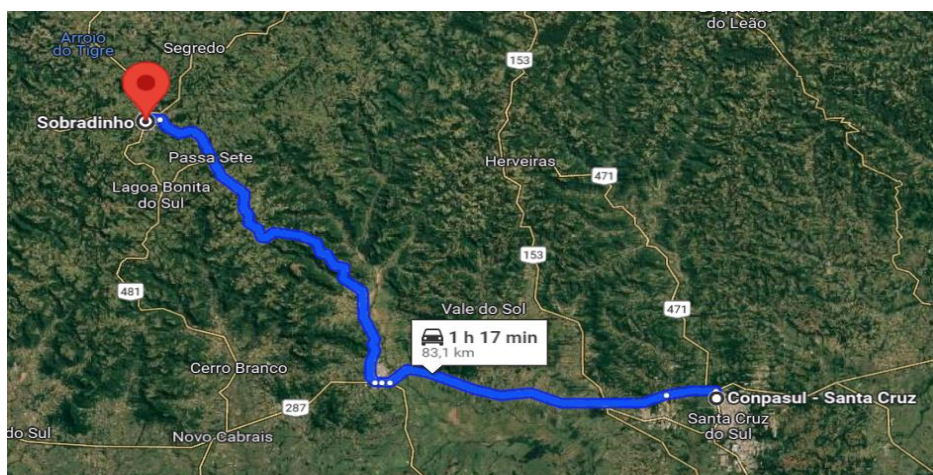 do Leão
Arroio
do Tigre
Segredo
153
Sobradinho
Passa Sete
Herveiras
471
Lagoa Bonita
do Sul
153
481
Vale do Sol
471
1 h 17 min
83,1 km
Cerro Branco
Conpasul - Santa Cruz
287
Santa Cruz
do Sul
do Sul
Novo Cabrais